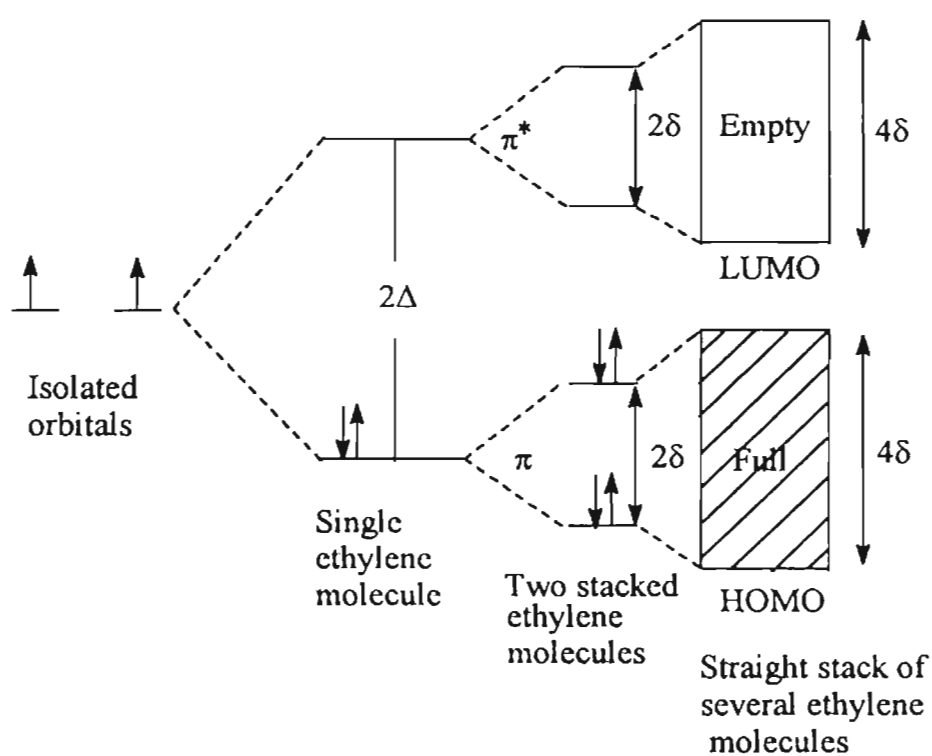 2δ
Empty
4δ
π*
LUMO
2Δ
Isolated
orbitals
π
2δ
Full
4δ
Single
ethylene
molecule
Two stacked
ethylene
molecules
HOMO
Straight stack of
several ethylene
molecules